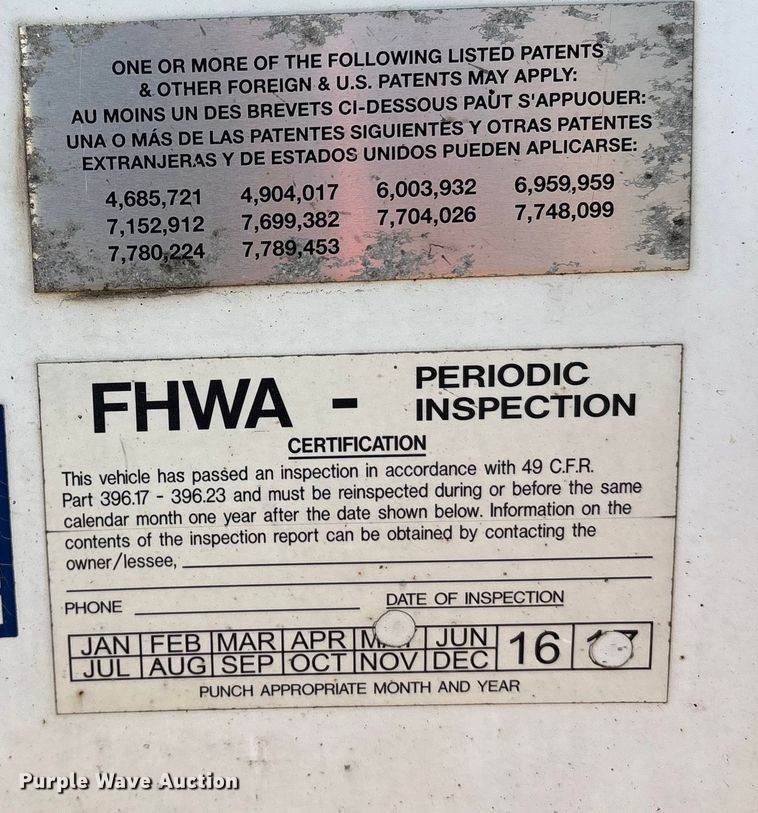 ONE OR MORE OF THE FOLLOWING LISTED PATENTS
& OTHER FOREIGN & U.S. PATENTS MAY APPLY:
AU MOINS UN DES BREVETS CI-DESSOUS PAUT S'APPUOUER:
UNA O MÁS DE LAS PATENTES SIGUIENTES Y OTRAS PATENTES
EXTRANJERAS Y DE ESTADOS UNIDOS PUEDEN APLICARSE:
4,685,721 4,904,017 6,003,932 6,959,959
7,152,912 7,699,382 7,704,026 7,748,099
7,780,224 7,789,453
FHWA - PERIODIC
INSPECTION
CERTIFICATION
This vehicle has passed an inspection in accordance with 49 C.F.R.
Part 396.17 - 396.23 and must be reinspected during or before the same
calendar month one year after the date shown below. Information on the
contents of the inspection report can be obtained by contacting the
owner/lessee,
PHONE DATE OF INSPECTION
JAN FEB MAR APR JUN 16
JUL AUG SEP OCT NOV DEC
PUNCH APPROPRIATE MONTH AND YEAR
Purple Wave Auction